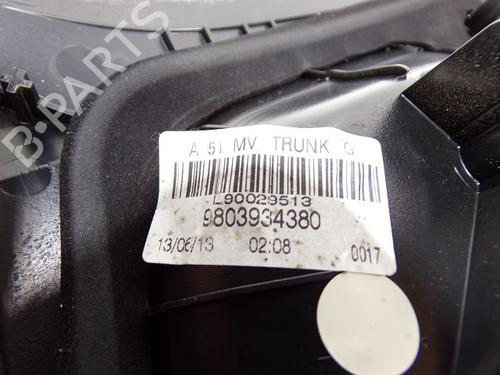 B-PARTS
A 51 MV TRUNK G
L90029513
9803934380
13/06/13 02:08 0017